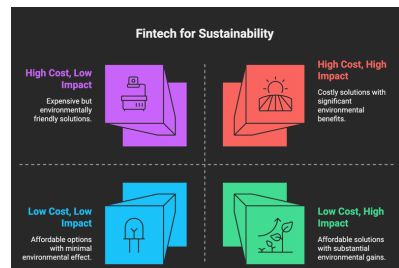 Fintech for Sustainability
High Cost, Low
Impact
Expensive but
environmentally
friendly solutions.
High Cost, High
Impact
Costly solutions with
significant
environmental
benefits.
Low Cost, Low
Impact
Affordable options
with minimal
environmental effect.
Low Cost, High
Impact
Affordable solutions
with substantial
environmental gains.